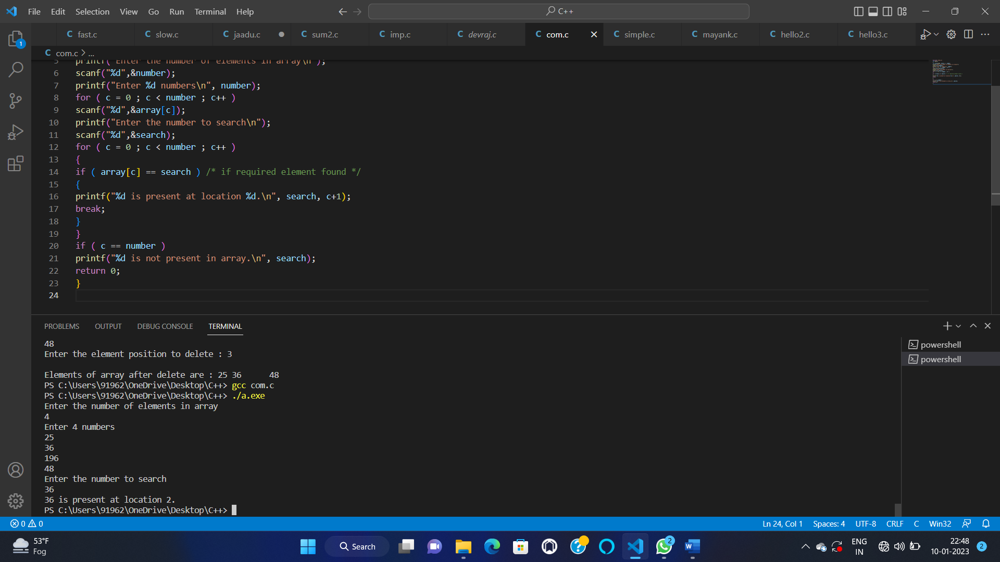 File Edit Selection View Go Run Terminal Help
C++
C fast.c C slow.c C jaadu.c C sum2.c C imp.c C devraj.c C com.c C simple.c C mayank.c C hello2.c C hello3.c
1
C com.c > ...
5 printf("Enter the number of elements in array\n");
6 scanf("%d",&number);
7 printf("Enter %d numbers\n", number);
8 for ( c = 0 ; c < number ; c++ )
9 scanf("%d",&array[c]);
10 printf("Enter the number to search\n");
11 scanf("%d",&search);
12 for ( c = 0 ; c < number ; c++ )
13 {
14 if ( array[c] == search ) /* if required element found */
15 {
16 printf("%d is present at location %d.\n", search, c+1);
17 break;
18 }
19 }
20 if ( c == number )
21 printf("%d is not present in array.\n", search);
22 return 0;
23 }
24
PROBLEMS OUTPUT DEBUG CONSOLE TERMINAL
48
Enter the element position to delete : 3
Elements of array after delete are : 25 36 48
PS C:\Users\91962\OneDrive\Desktop\C++> gcc com.c
PS C:\Users\91962\OneDrive\Desktop\C++> ./a.exe
Enter the number of elements in array
4
Enter 4 numbers
25
36
196
48
Enter the number to search
36
36 is present at location 2.
PS C:\Users\91962\OneDrive\Desktop\C++>
powershell
powershell
0 0 Ln 24, Col 1 Spaces: 4 UTF-8 CRLF C Win32
53°F
Fog
Search
2
ENG
IN
22:48
10-01-2023
2